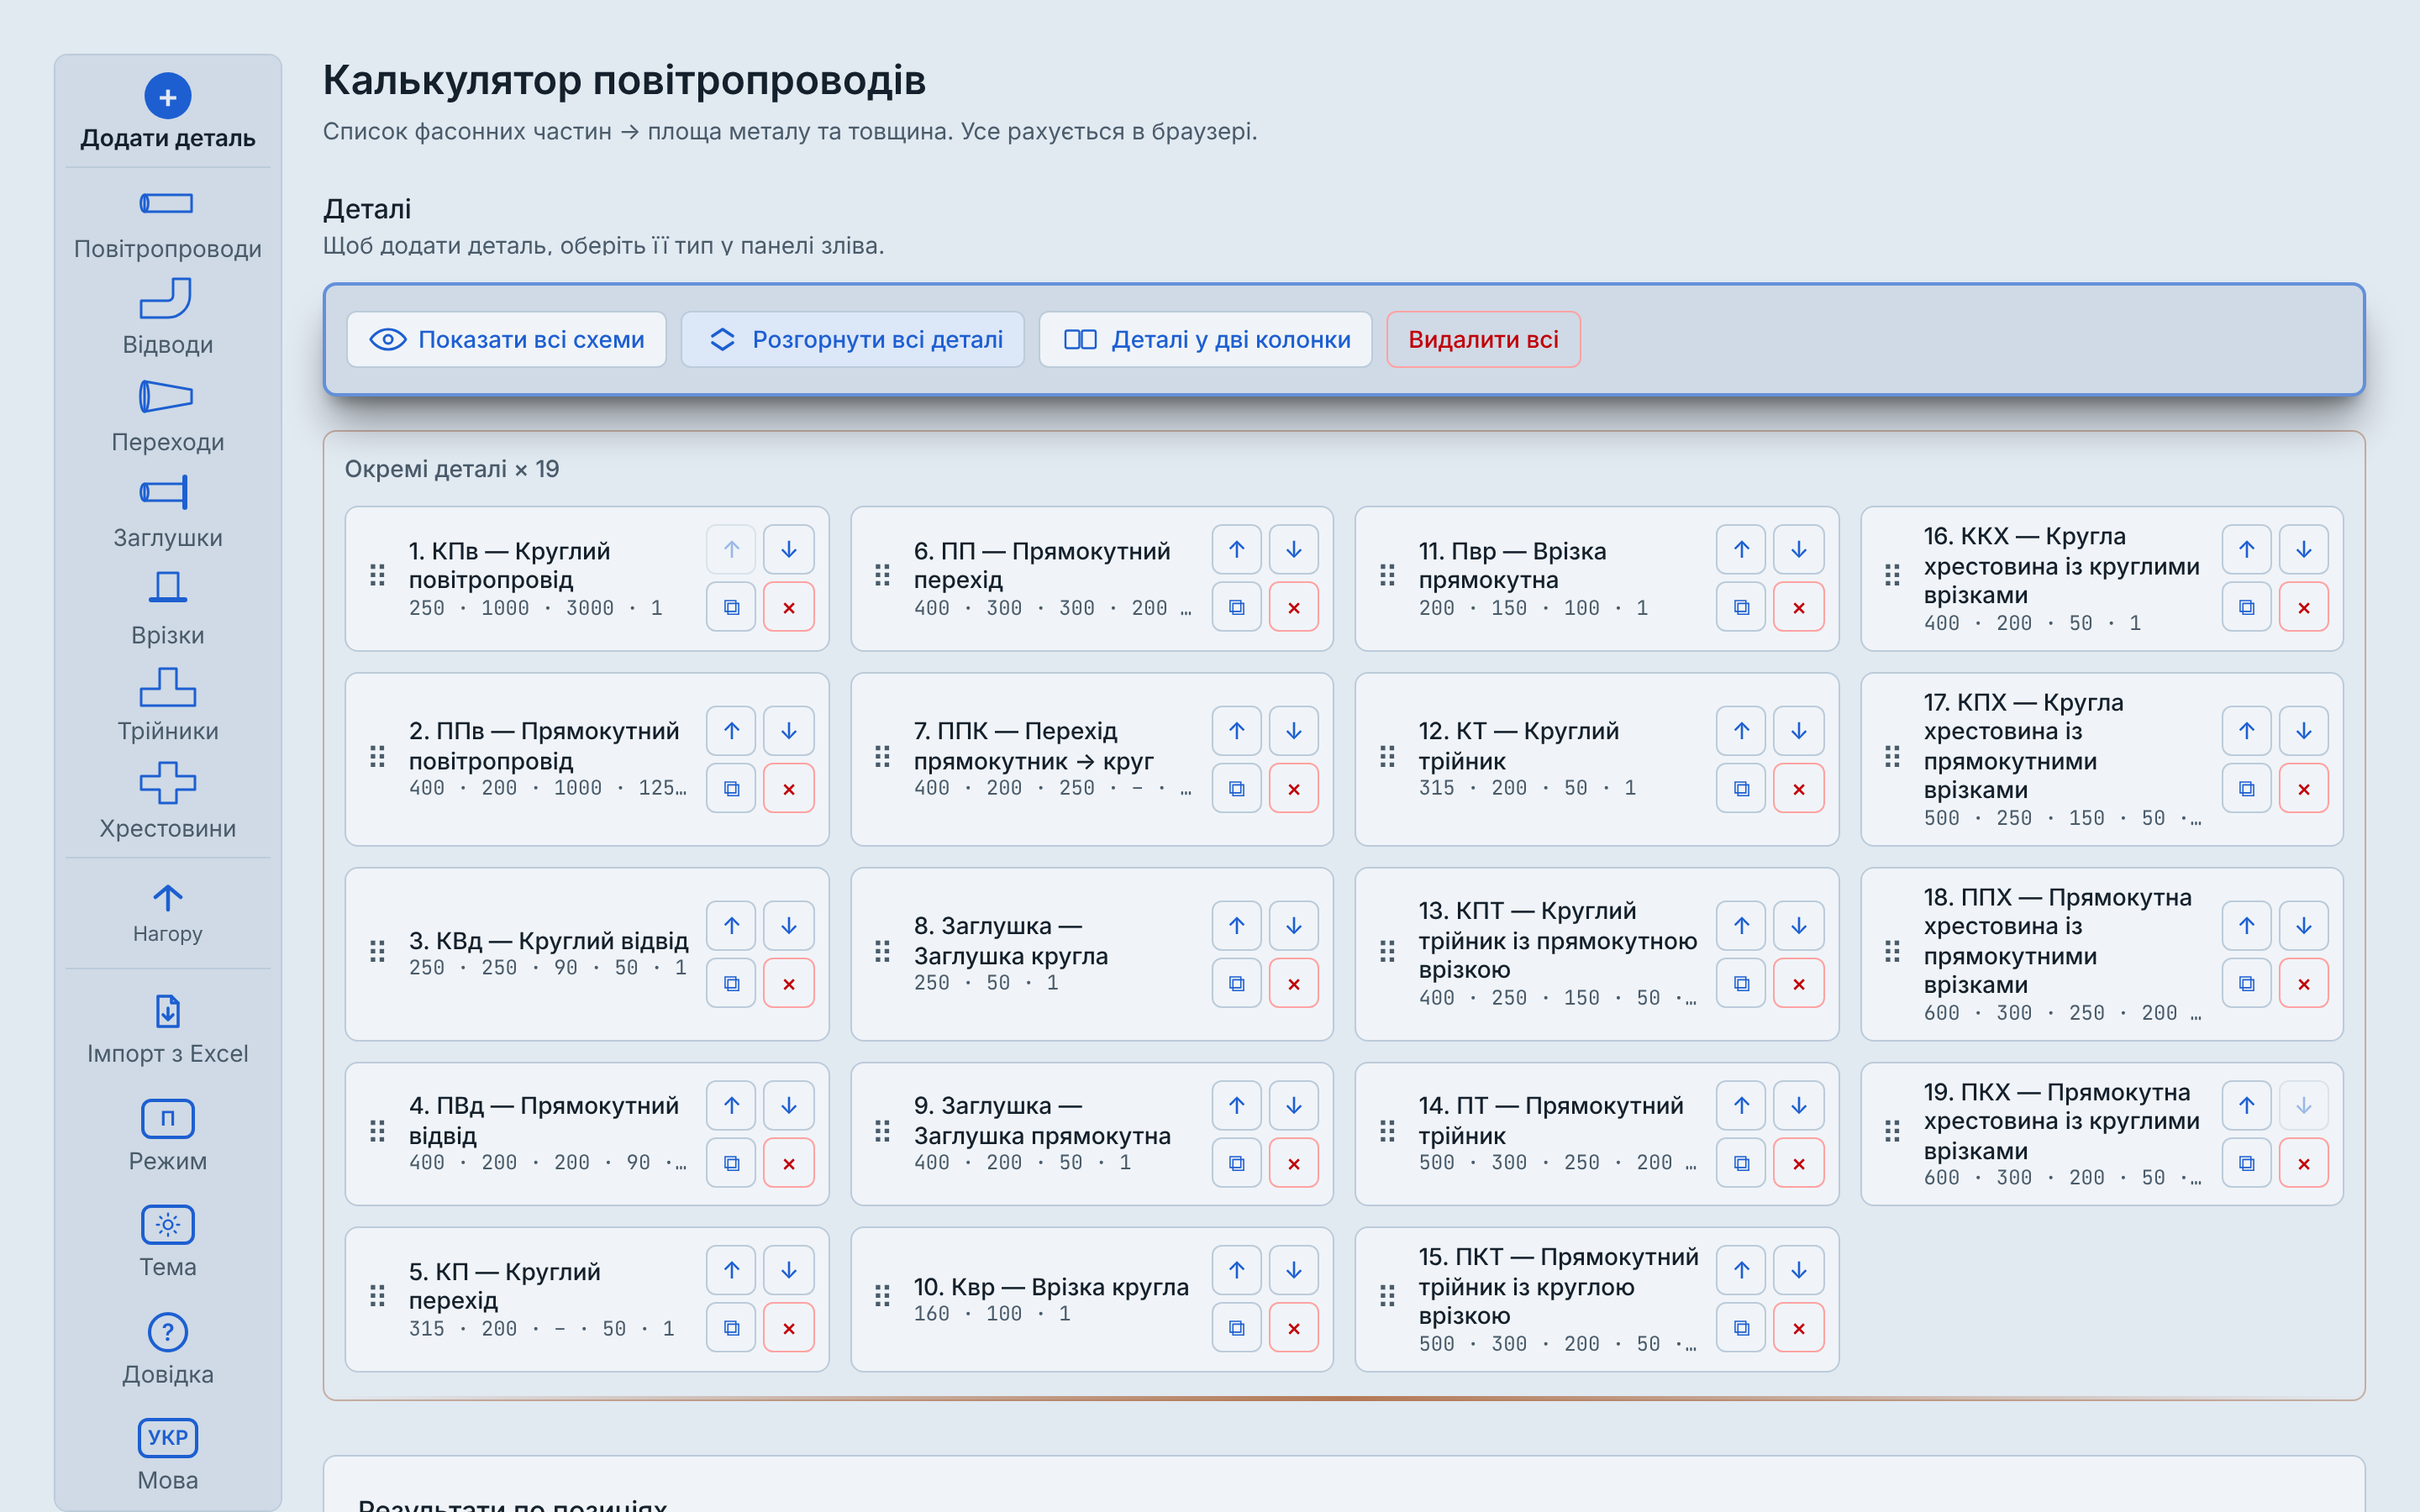 +
Додати деталь
Повітропроводи
Відводи
Переходи
Заглушки
Врізки
Трійники
Хрестовини
Нагору
Імпорт з Excel
П
Режим
Тема
?
Довідка
УКР
Мова
Калькулятор повітропроводів
Список фасонних частин → площа металу та товщина. Усе рахується в браузері.
Деталі
Щоб додати деталь, оберіть її тип у панелі зліва.
Показати всі схеми
Розгорнути всі деталі
Деталі у дві колонки
Видалити всі
Окремі деталі × 19
1. КПв — Круглий
повітропровід
250 · 1000 · 3000 · 1
2. ППв — Прямокутний
повітропровід
400 · 200 · 1000 · 125…
3. КВд — Круглий відвід
250 · 250 · 90 · 50 · 1
4. ПВд — Прямокутний
відвід
400 · 200 · 200 · 90 ·…
5. КП — Круглий
перехід
315 · 200 · – · 50 · 1
6. ПП — Прямокутний
перехід
400 · 300 · 300 · 200 …
7. ППК — Перехід
прямокутник → круг
400 · 200 · 250 · – · …
8. Заглушка —
Заглушка кругла
250 · 50 · 1
9. Заглушка —
Заглушка прямокутна
400 · 200 · 50 · 1
10. Квр — Врізка кругла
160 · 100 · 1
11. Пвр — Врізка
прямокутна
200 · 150 · 100 · 1
12. КТ — Круглий
трійник
315 · 200 · 50 · 1
13. КПТ — Круглий
трійник із прямокутною
врізкою
400 · 250 · 150 · 50 ·…
14. ПТ — Прямокутний
трійник
500 · 300 · 250 · 200 …
15. ПКТ — Прямокутний
трійник із круглою
врізкою
500 · 300 · 200 · 50 ·…
16. ККХ — Кругла
хрестовина із круглими
врізками
400 · 200 · 50 · 1
17. КПХ — Кругла
хрестовина із
прямокутними
врізками
500 · 250 · 150 · 50 ·…
18. ППХ — Прямокутна
хрестовина із
прямокутними
врізками
600 · 300 · 250 · 200 …
19. ПКХ — Прямокутна
хрестовина із круглими
врізками
600 · 300 · 200 · 50 ·…
Результати по позиціях